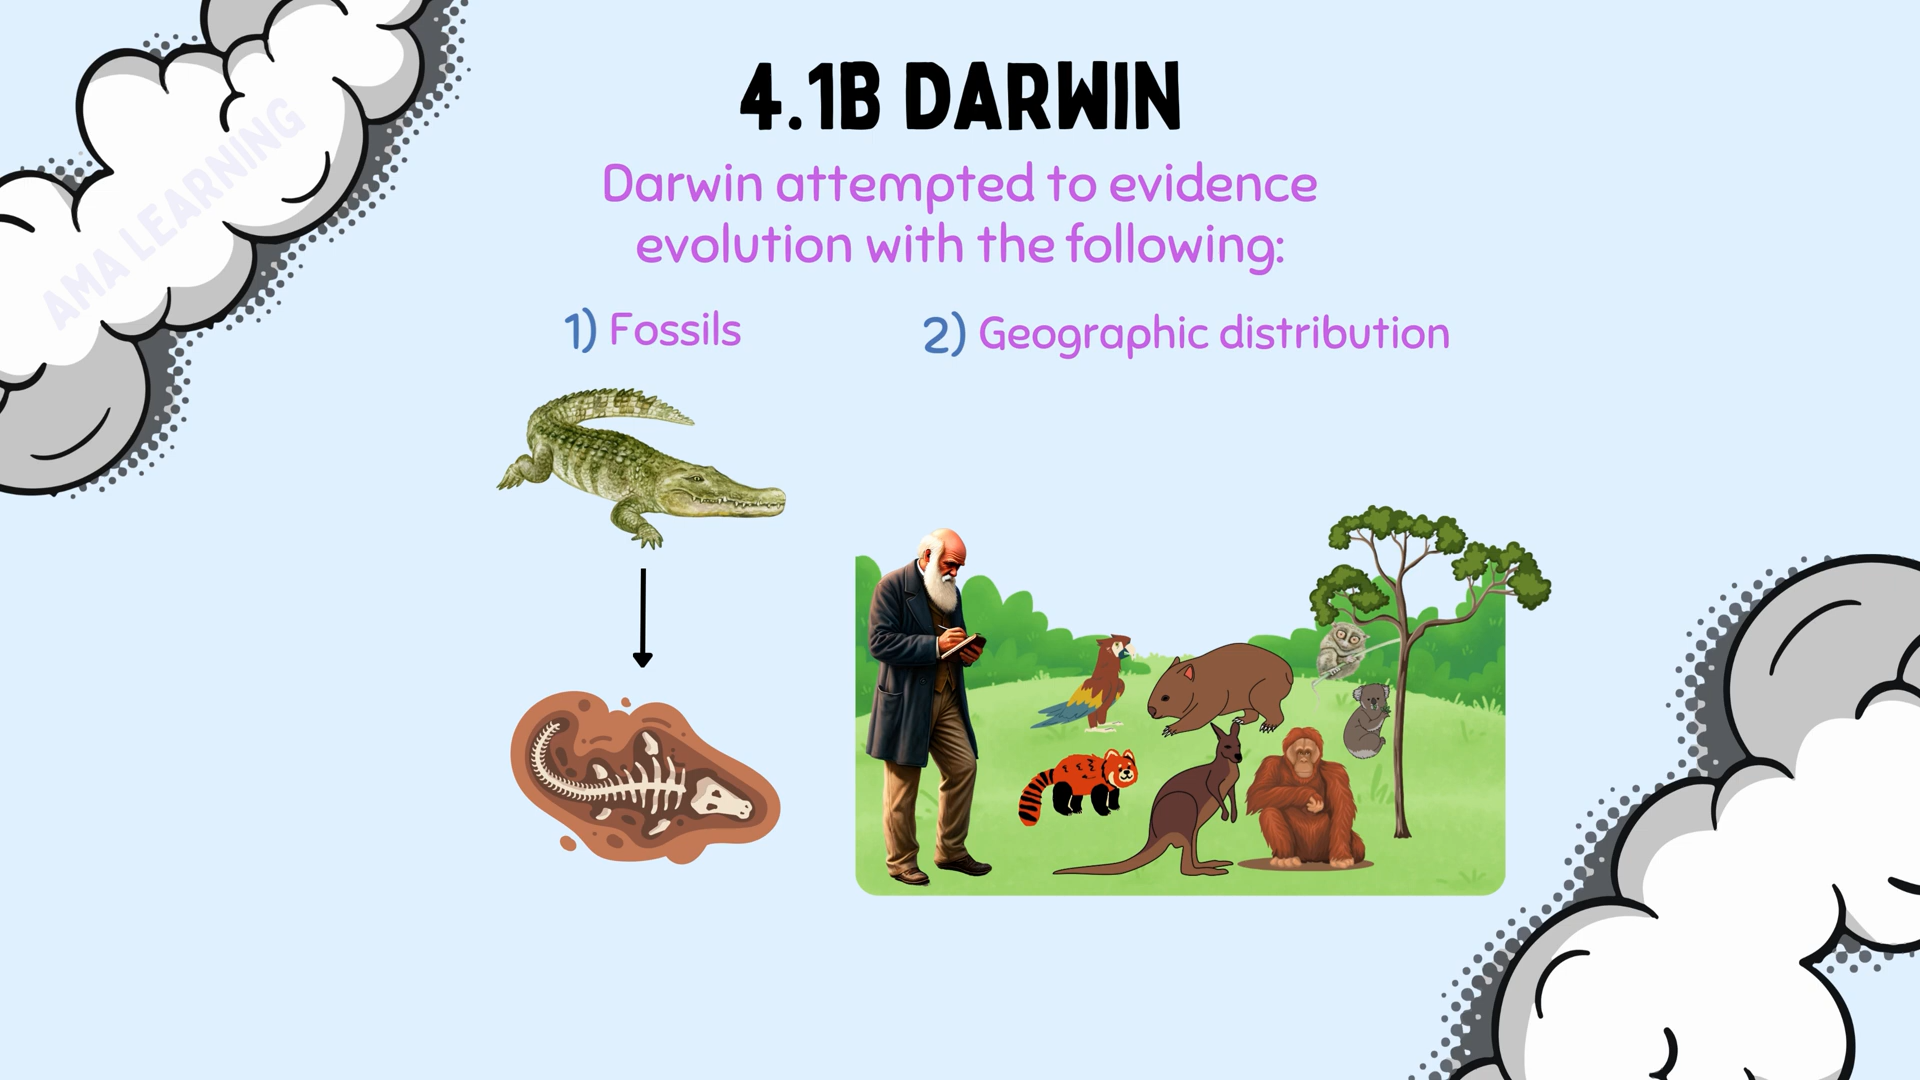 4.1B DARWIN
Darwin attempted to evidence
evolution with the following:
1) Fossils
2) Geographic distribution
AMA LEARNING